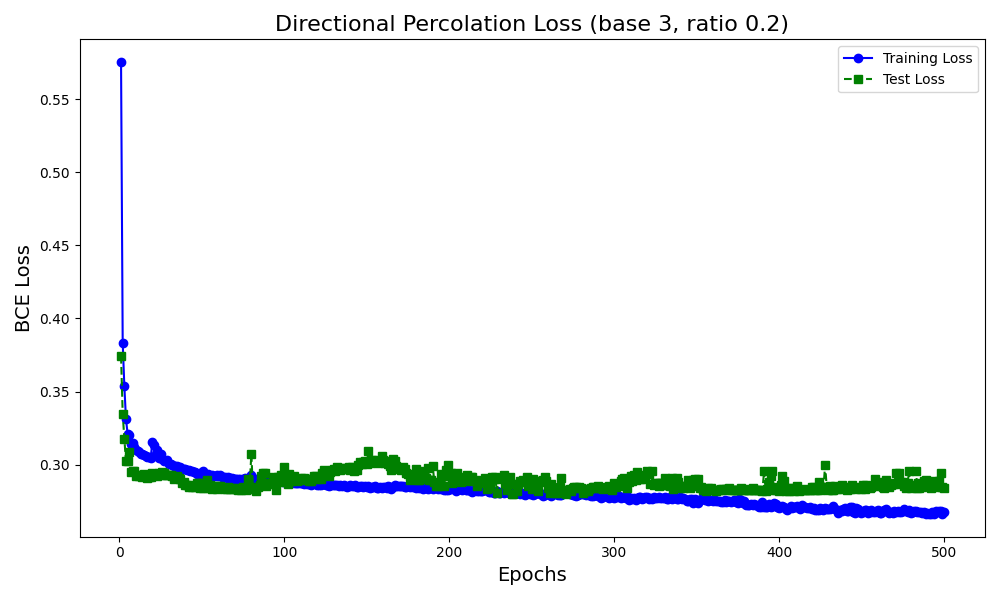 Directional Percolation Loss (base 3, ratio 0.2)
Training Loss
Test Loss
BCE Loss
0.55
0.50
0.45
0.40
0.35
0.30
0
100
200
300
400
500
Epochs